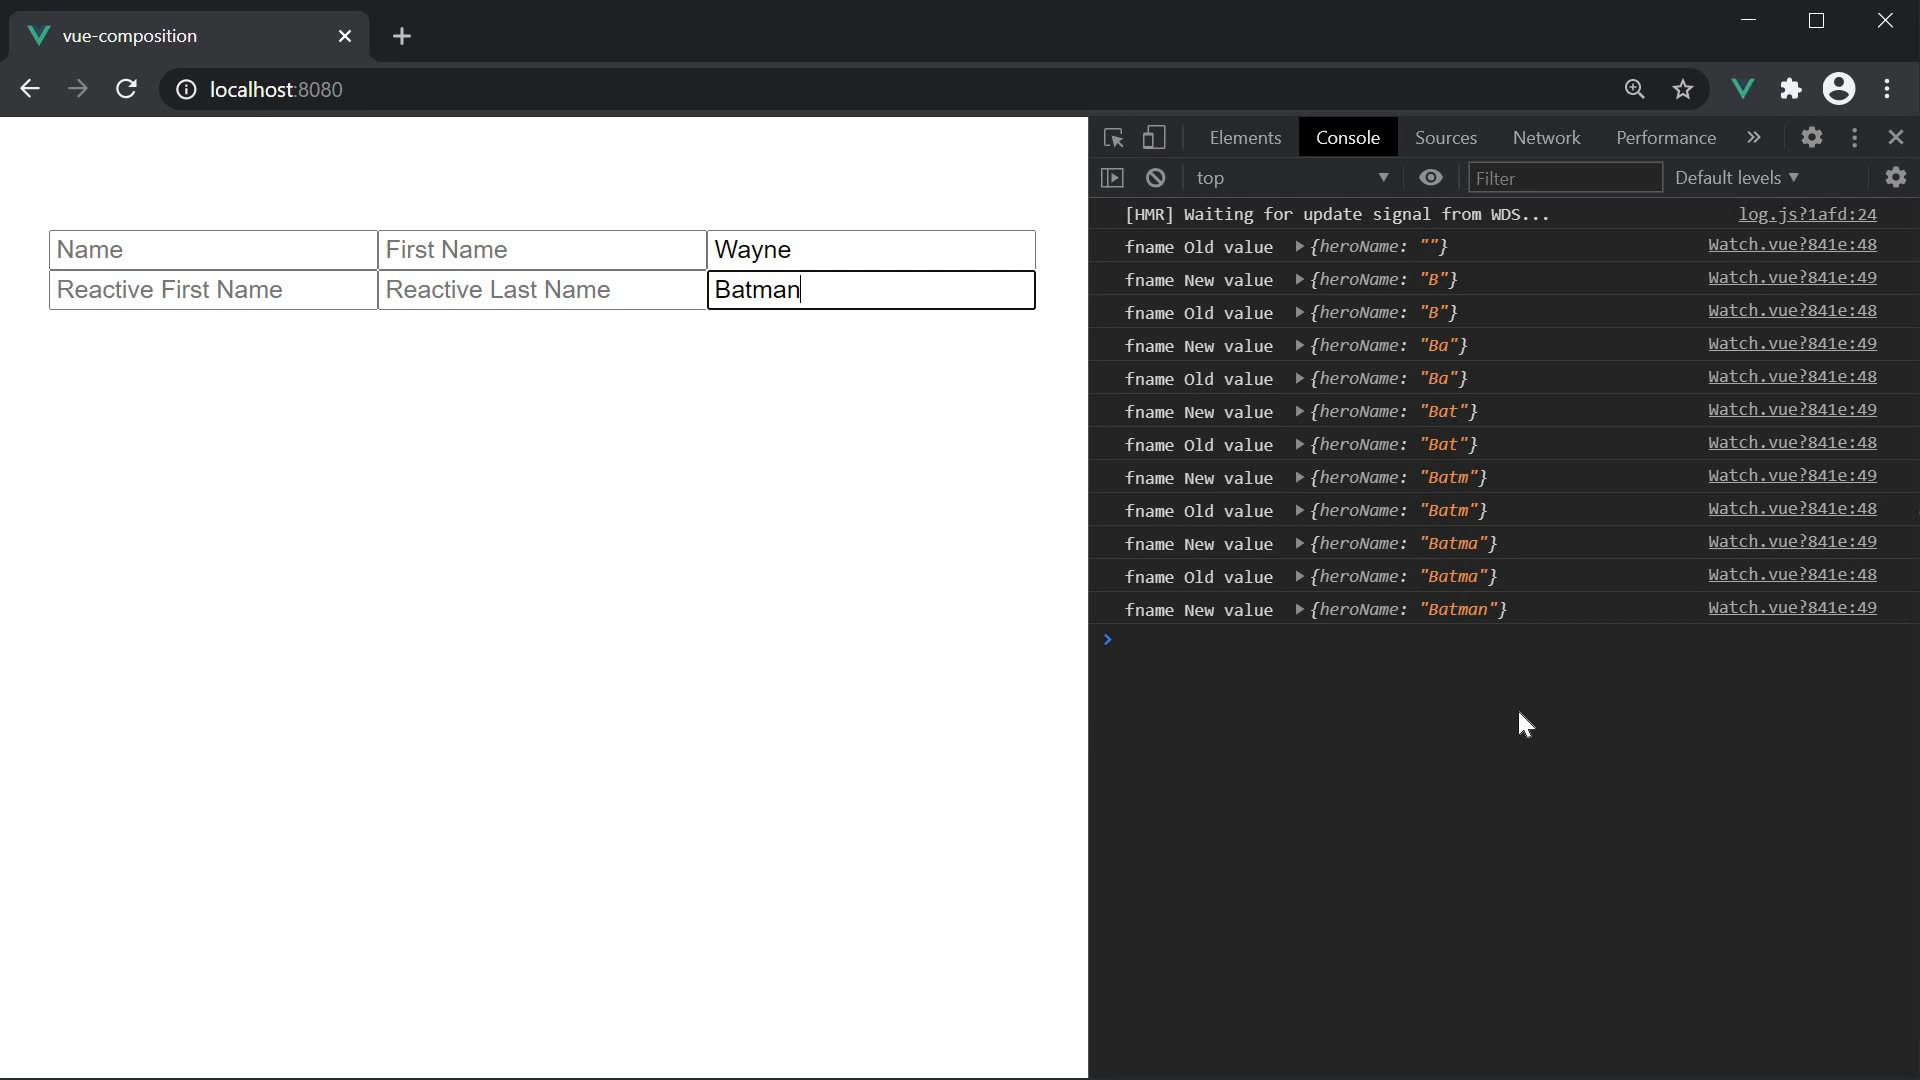 vue-composition
localhost:8080
Elements Console Sources Network Performance »
top Filter Default levels
Name First Name Wayne
Reactive First Name Reactive Last Name Batman
[HMR] Waiting for update signal from WDS... log.js?1afd:24
fname Old value {heroName: ""} Watch.vue?841e:48
fname New value {heroName: "B"} Watch.vue?841e:49
fname Old value {heroName: "B"} Watch.vue?841e:48
fname New value {heroName: "Ba"} Watch.vue?841e:49
fname Old value {heroName: "Ba"} Watch.vue?841e:48
fname New value {heroName: "Bat"} Watch.vue?841e:49
fname Old value {heroName: "Bat"} Watch.vue?841e:48
fname New value {heroName: "Batm"} Watch.vue?841e:49
fname Old value {heroName: "Batm"} Watch.vue?841e:48
fname New value {heroName: "Batma"} Watch.vue?841e:49
fname Old value {heroName: "Batma"} Watch.vue?841e:48
fname New value {heroName: "Batman"} Watch.vue?841e:49